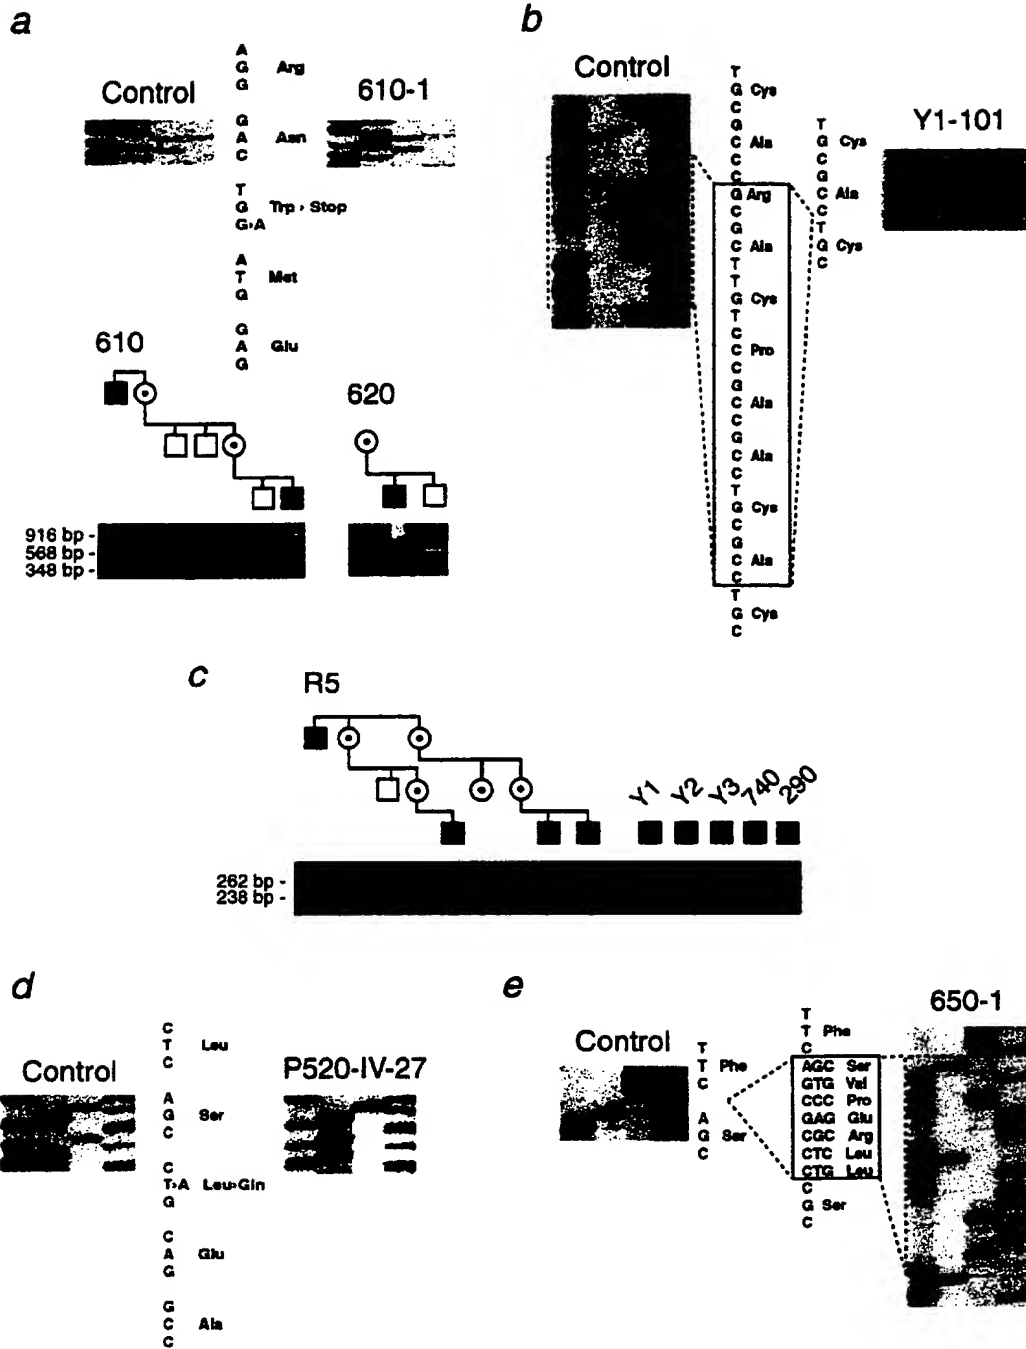 a
Control
610-1
A
G Arg
G
G
A Asn
C
T
G Trp › Stop
G›A
A
T Met
G
G
A Glu
G
610
620
916 bp -
568 bp -
348 bp -
b
Control
Y1-101
T
G Cys
C
G
C Ala
C
C
G Arg
C
G
C Ala
T
T
G Cys
T
C
C Pro
C
G
C Ala
C
G
C Ala
C
T
G Cys
C
G
C Ala
C
T
G Cys
C
T
G Cys
C
G
C Ala
C
T
G Cys
C
c
R5
Y1
Y2
Y3
740
290
262 bp -
238 bp -
d
Control
P520-IV-27
C
T Leu
C
A
G Ser
C
C
T›A Leu›Gln
G
C
A Glu
G
G
C Ala
C
e
Control
650-1
T
T Phe
C
A
G Ser
C
T
T Phe
C
AGC Ser
GTG Val
CCC Pro
GAG Glu
CGC Arg
CTC Leu
CTG Leu
C
G Ser
C